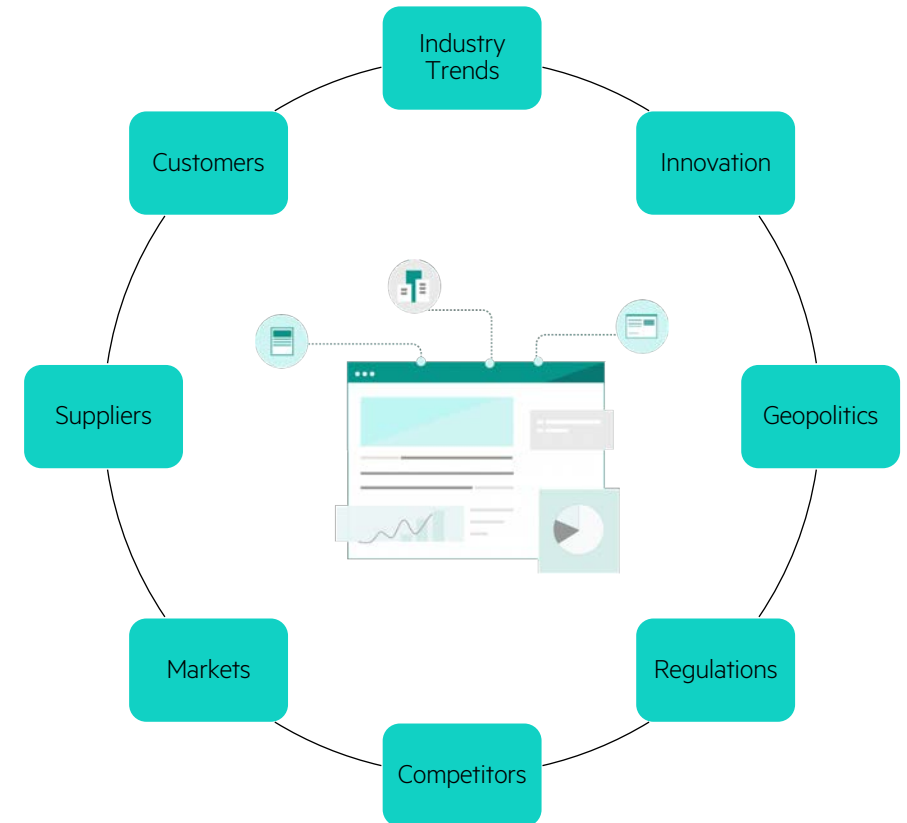 Industry
Trends
Customers
Innovation
Suppliers
Geopolitics
Markets
Regulations
Competitors